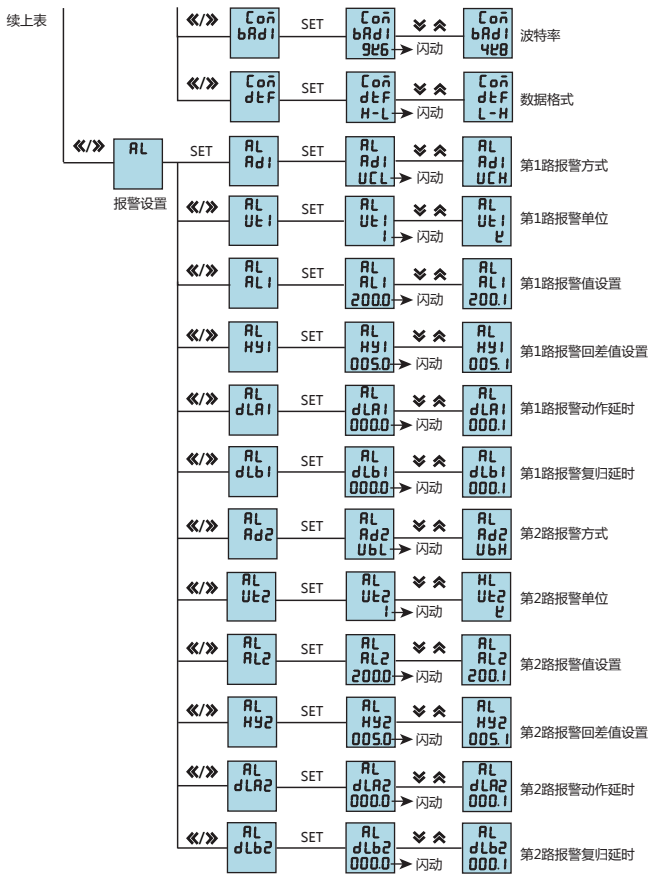 续上表
«/» Con bAd1 SET Con bAd1 9k6 闪动 Con bAd1 4k8 波特率
«/» Con dtF SET Con dtF H-L 闪动 Con dtF L-H 数据格式
«/» AL 报警设置 SET AL Ad1 SET AL Ad1 UCL 闪动 AL Ad1 UCH 第1路报警方式
«/» AL Ut1 SET AL Ut1 1 闪动 AL Ut1 k 第1路报警单位
«/» AL AL1 SET AL AL1 200.0 闪动 AL AL1 200.1 第1路报警值设置
«/» AL HY1 SET AL HY1 005.0 闪动 AL HY1 005.1 第1路报警回差值设置
«/» AL dLA1 SET AL dLA1 000.0 闪动 AL dLA1 000.1 第1路报警动作延时
«/» AL dLb1 SET AL dLb1 000.0 闪动 AL dLb1 000.1 第1路报警复归延时
«/» AL Ad2 SET AL Ad2 UbL 闪动 AL Ad2 UbH 第2路报警方式
«/» AL Ut2 SET AL Ut2 1 闪动 HL Ut2 k 第2路报警单位
«/» AL AL2 SET AL AL2 200.0 闪动 AL AL2 200.1 第2路报警值设置
«/» AL HY2 SET AL HY2 005.0 闪动 AL HY2 005.1 第2路报警回差值设置
«/» AL dLA2 SET AL dLA2 000.0 闪动 AL dLA2 000.1 第2路报警动作延时
«/» AL dLb2 SET AL dLb2 000.0 闪动 AL dLb2 000.1 第2路报警复归延时